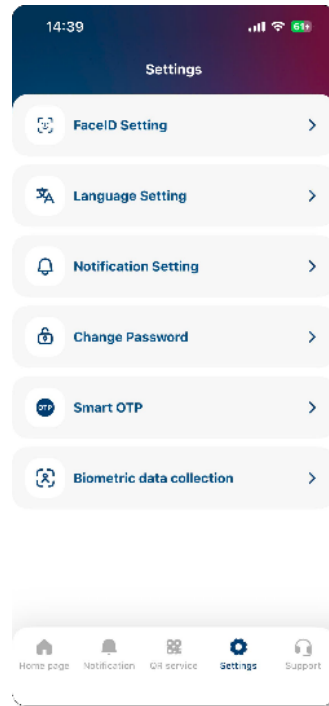 14:39
61+
Settings
FaceID Setting
Language Setting
Notification Setting
Change Password
OTP
Smart OTP
Biometric data collection
Home page Notification QR service Settings Support